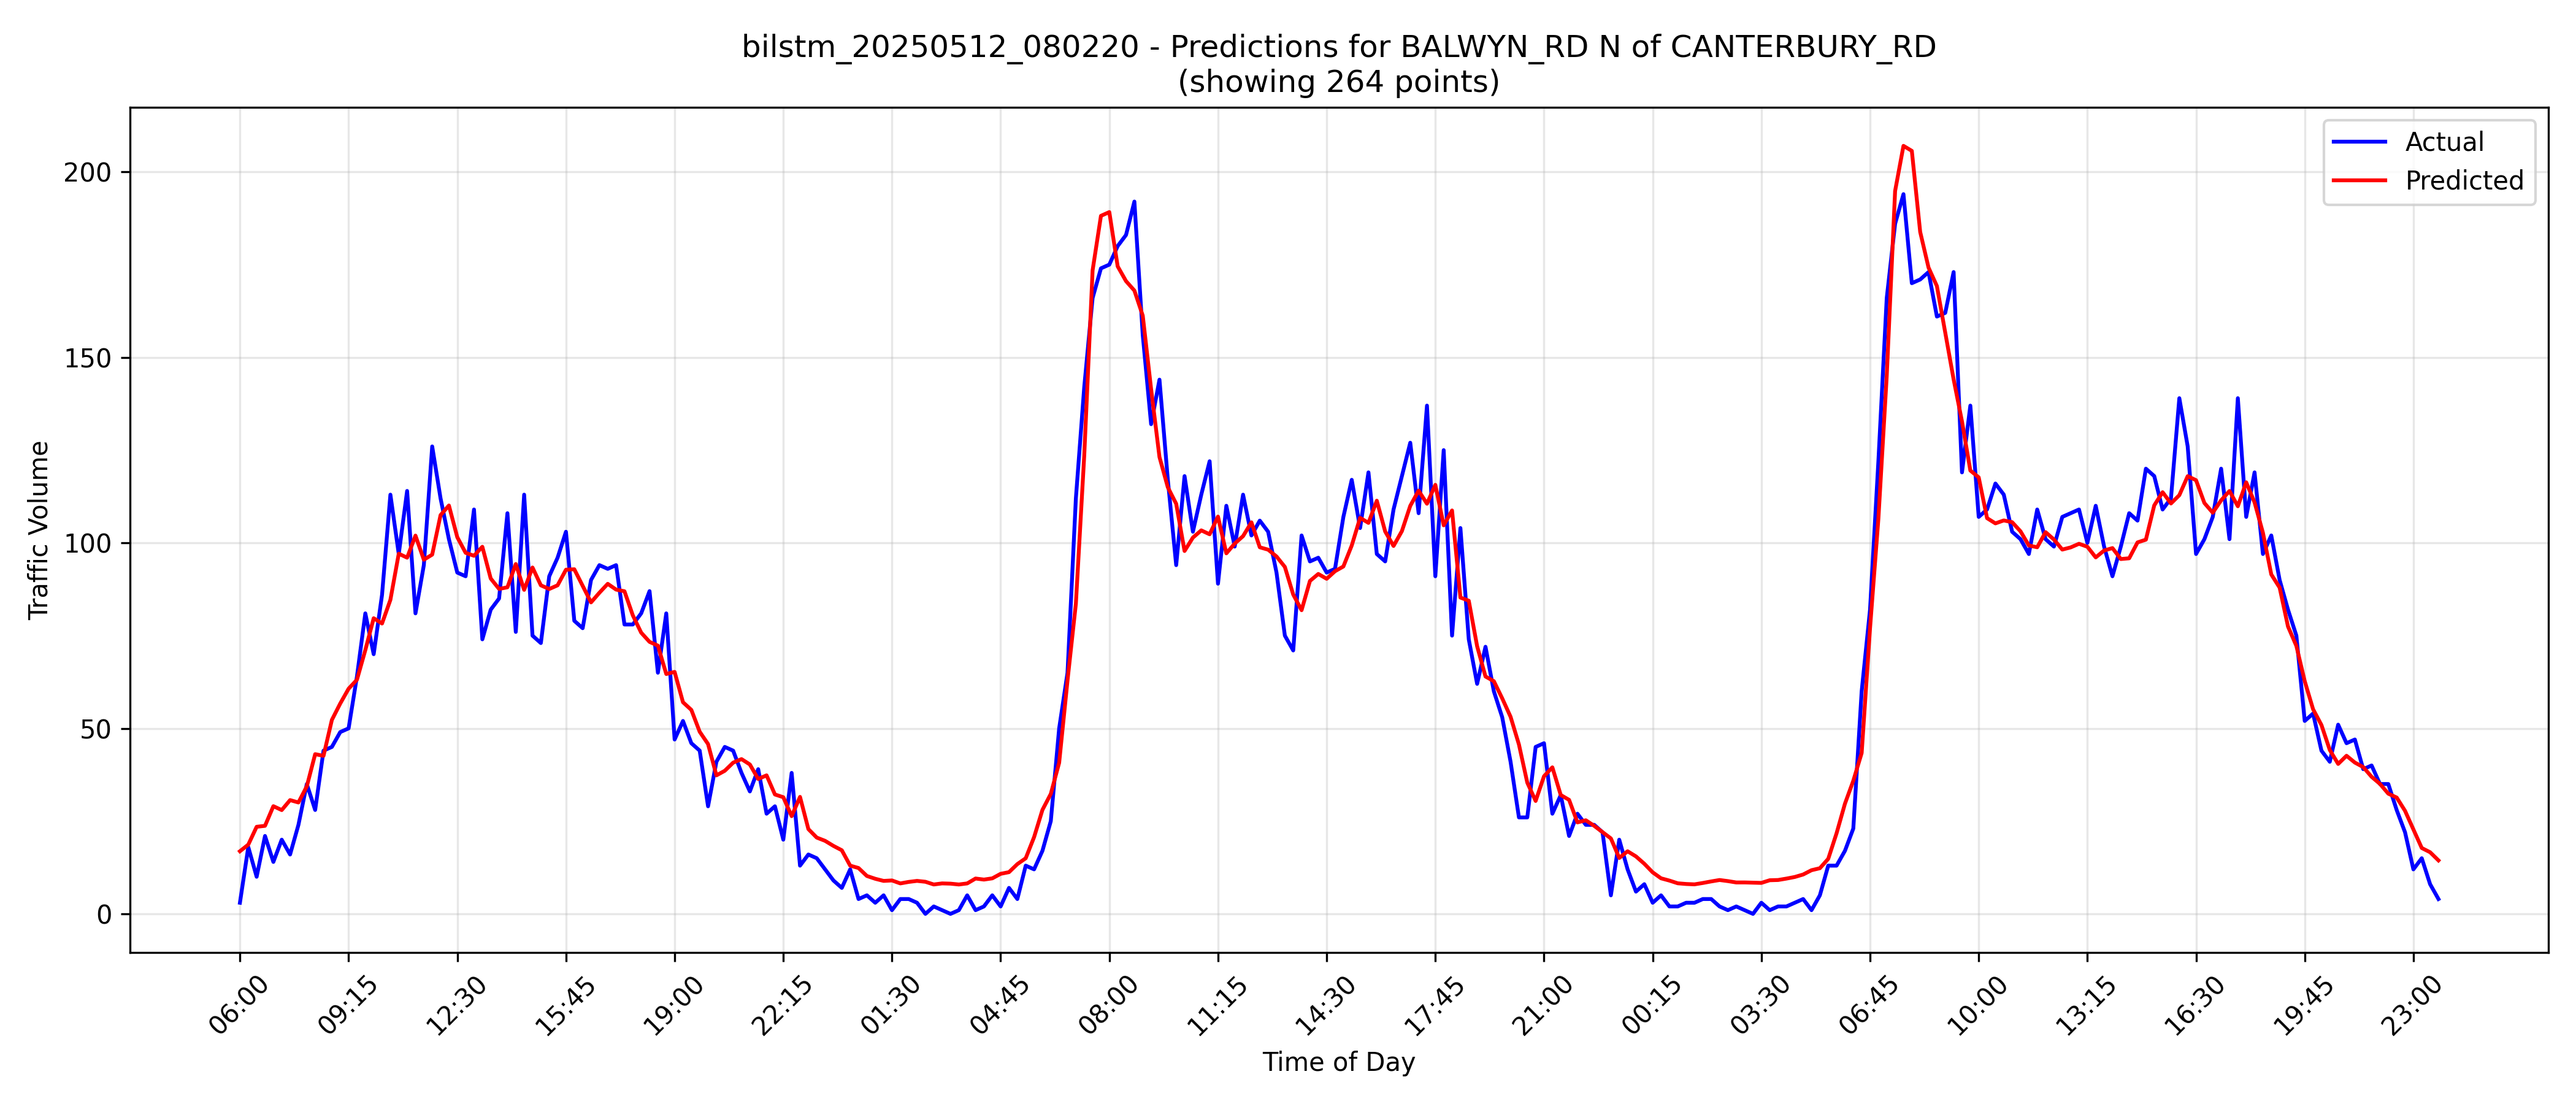 bilstm_20250512_080220 - Predictions for BALWYN_RD N of CANTERBURY_RD
(showing 264 points)
Actual
Predicted
Traffic Volume
200
150
100
50
0
06:00 09:15 12:30 15:45 19:00 22:15 01:30 04:45 08:00 11:15 14:30 17:45 21:00 00:15 03:30 06:45 10:00 13:15 16:30 19:45 23:00
Time of Day